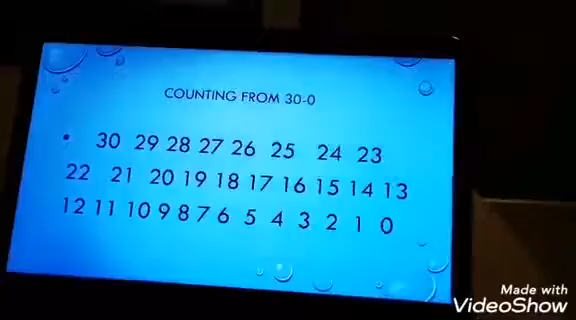 COUNTING FROM 30-0
• 30 29 28 27 26 25 24 23
22 21 20 19 18 17 16 15 14 13
12 11 10 9 8 7 6 5 4 3 2 1 0
Made with
VideoShow